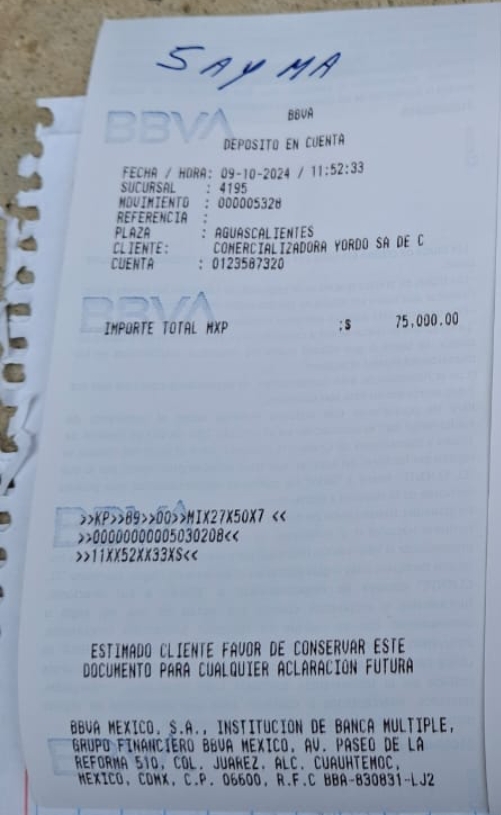 SAYMA
BBVA
BBVA
DEPOSITO EN CUENTA
FECHA / HORA: 09-10-2024 / 11:52:33
SUCURSAL : 4195
MOVIMIENTO : 000005328
REFERENCIA :
PLAZA : AGUASCALIENTES
CLIENTE: COMERCIALIZADORA YORDO SA DE C
CUENTA : 0123587320
BBVA
IMPORTE TOTAL MXP :$ 75,000.00
>>KP>>89>>DO>>MIX27X50X7 <<
>>00000000005030208<<
>>11XX52XX33XS<<
ESTIMADO CLIENTE FAVOR DE CONSERVAR ESTE
DOCUMENTO PARA CUALQUIER ACLARACION FUTURA
BBVA MEXICO, S.A., INSTITUCION DE BANCA MULTIPLE,
GRUPO FINANCIERO BBVA MEXICO, AV. PASEO DE LA
REFORMA 510, COL. JUAREZ, ALC. CUAUHTEMOC,
MEXICO, CDMX, C.P. 06600, R.F.C BBA-830831-LJ2